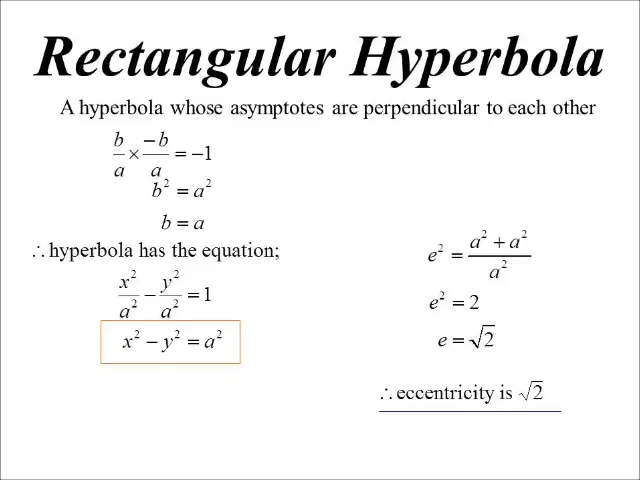 Rectangular Hyperbola
A hyperbola whose asymptotes are perpendicular to each other
b/a × −b/a = −1
b² = a²
b = a
∴ hyperbola has the equation;
x²/a² − y²/a² = 1
x² − y² = a²
e² = (a² + a²)/a²
e² = 2
e = √2
∴ eccentricity is √2